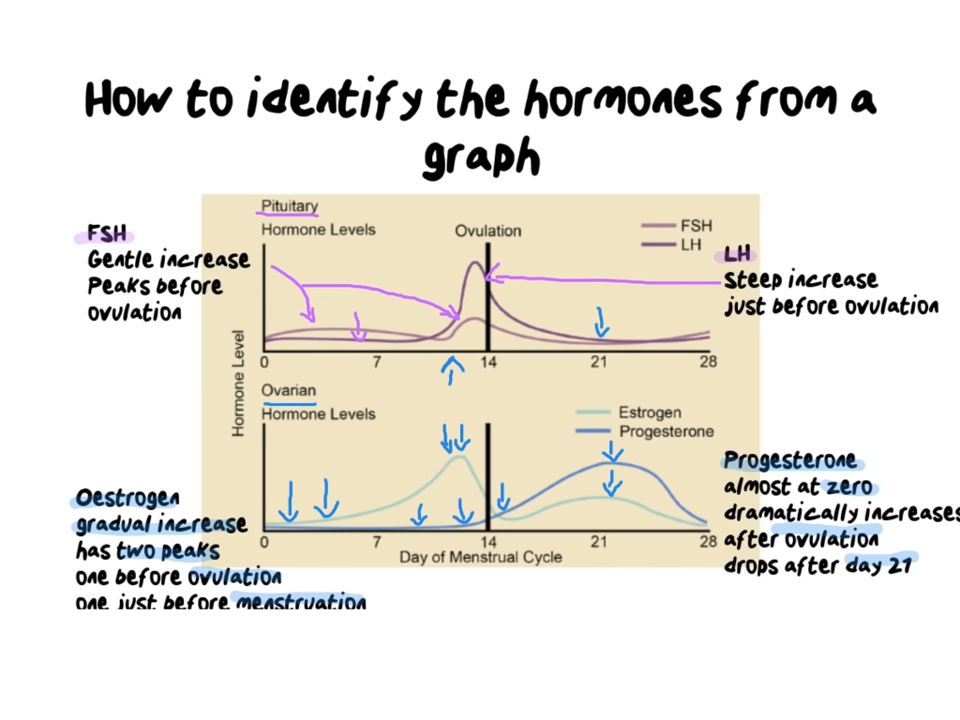 How to identify the hormones from a
graph
Pituitary
Hormone Levels
Ovulation
FSH
LH
FSH
Gentle increase
Peaks before
ovulation
LH
Steep increase
just before ovulation
0 7 14 21 28
Hormone Level
Ovarian
Hormone Levels
Estrogen
Progesterone
Oestrogen
gradual increase
has two peaks
one before ovulation
one just before menstruation
Progesterone
almost at zero
dramatically increases
after ovulation
drops after day 21
0 7 14 21 28
Day of Menstrual Cycle